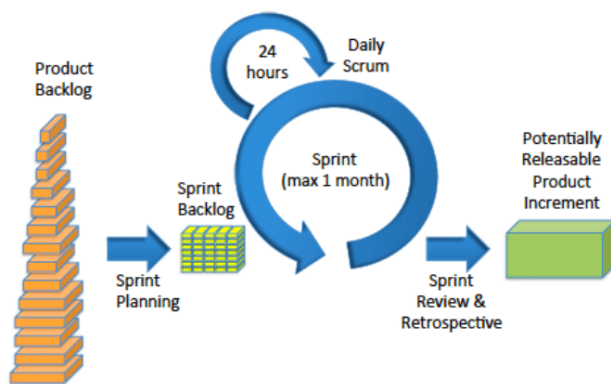 Product
Backlog
Sprint
Planning
Sprint
Backlog
24
hours
Daily
Scrum
Sprint
(max 1 month)
Sprint
Review &
Retrospective
Potentially
Releasable
Product
Increment